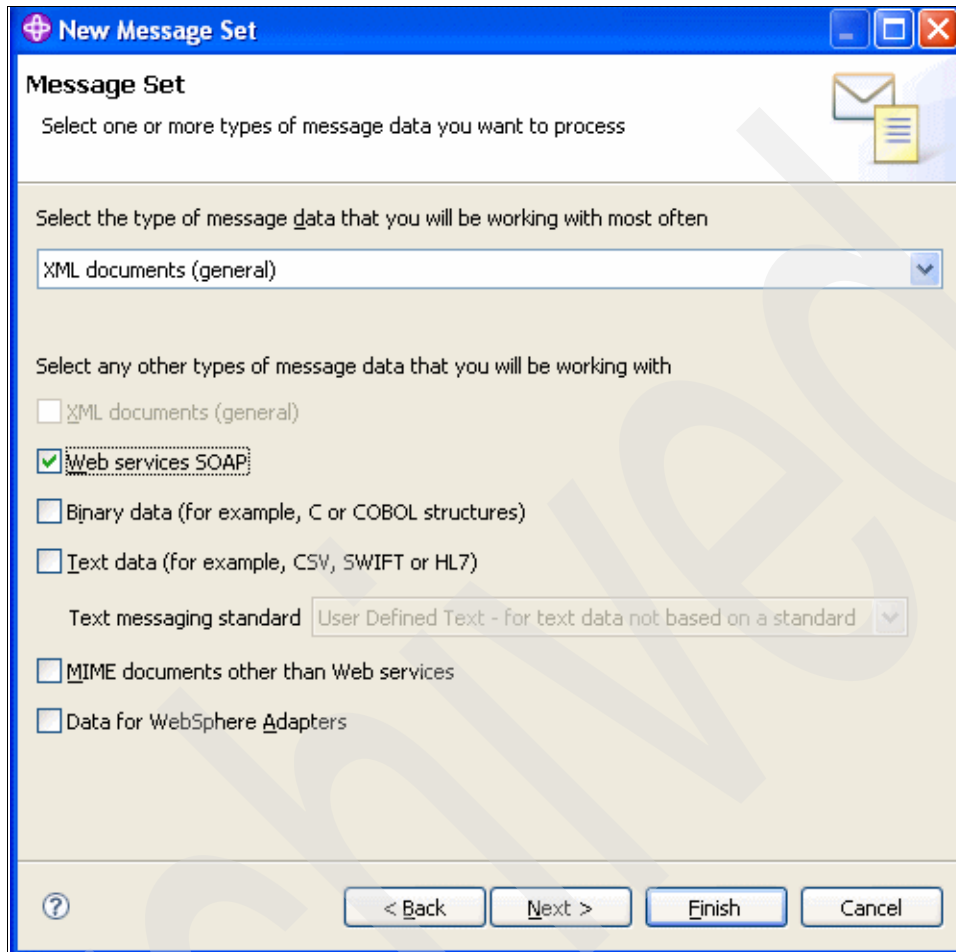 New Message Set
Message Set
Select one or more types of message data you want to process
Select the type of message data that you will be working with most often
XML documents (general)
Select any other types of message data that you will be working with
XML documents (general)
Web services SOAP
Binary data (for example, C or COBOL structures)
Text data (for example, CSV, SWIFT or HL7)
Text messaging standard User Defined Text - for text data not based on a standard
MIME documents other than Web services
Data for WebSphere Adapters
? < Back Next > Finish Cancel